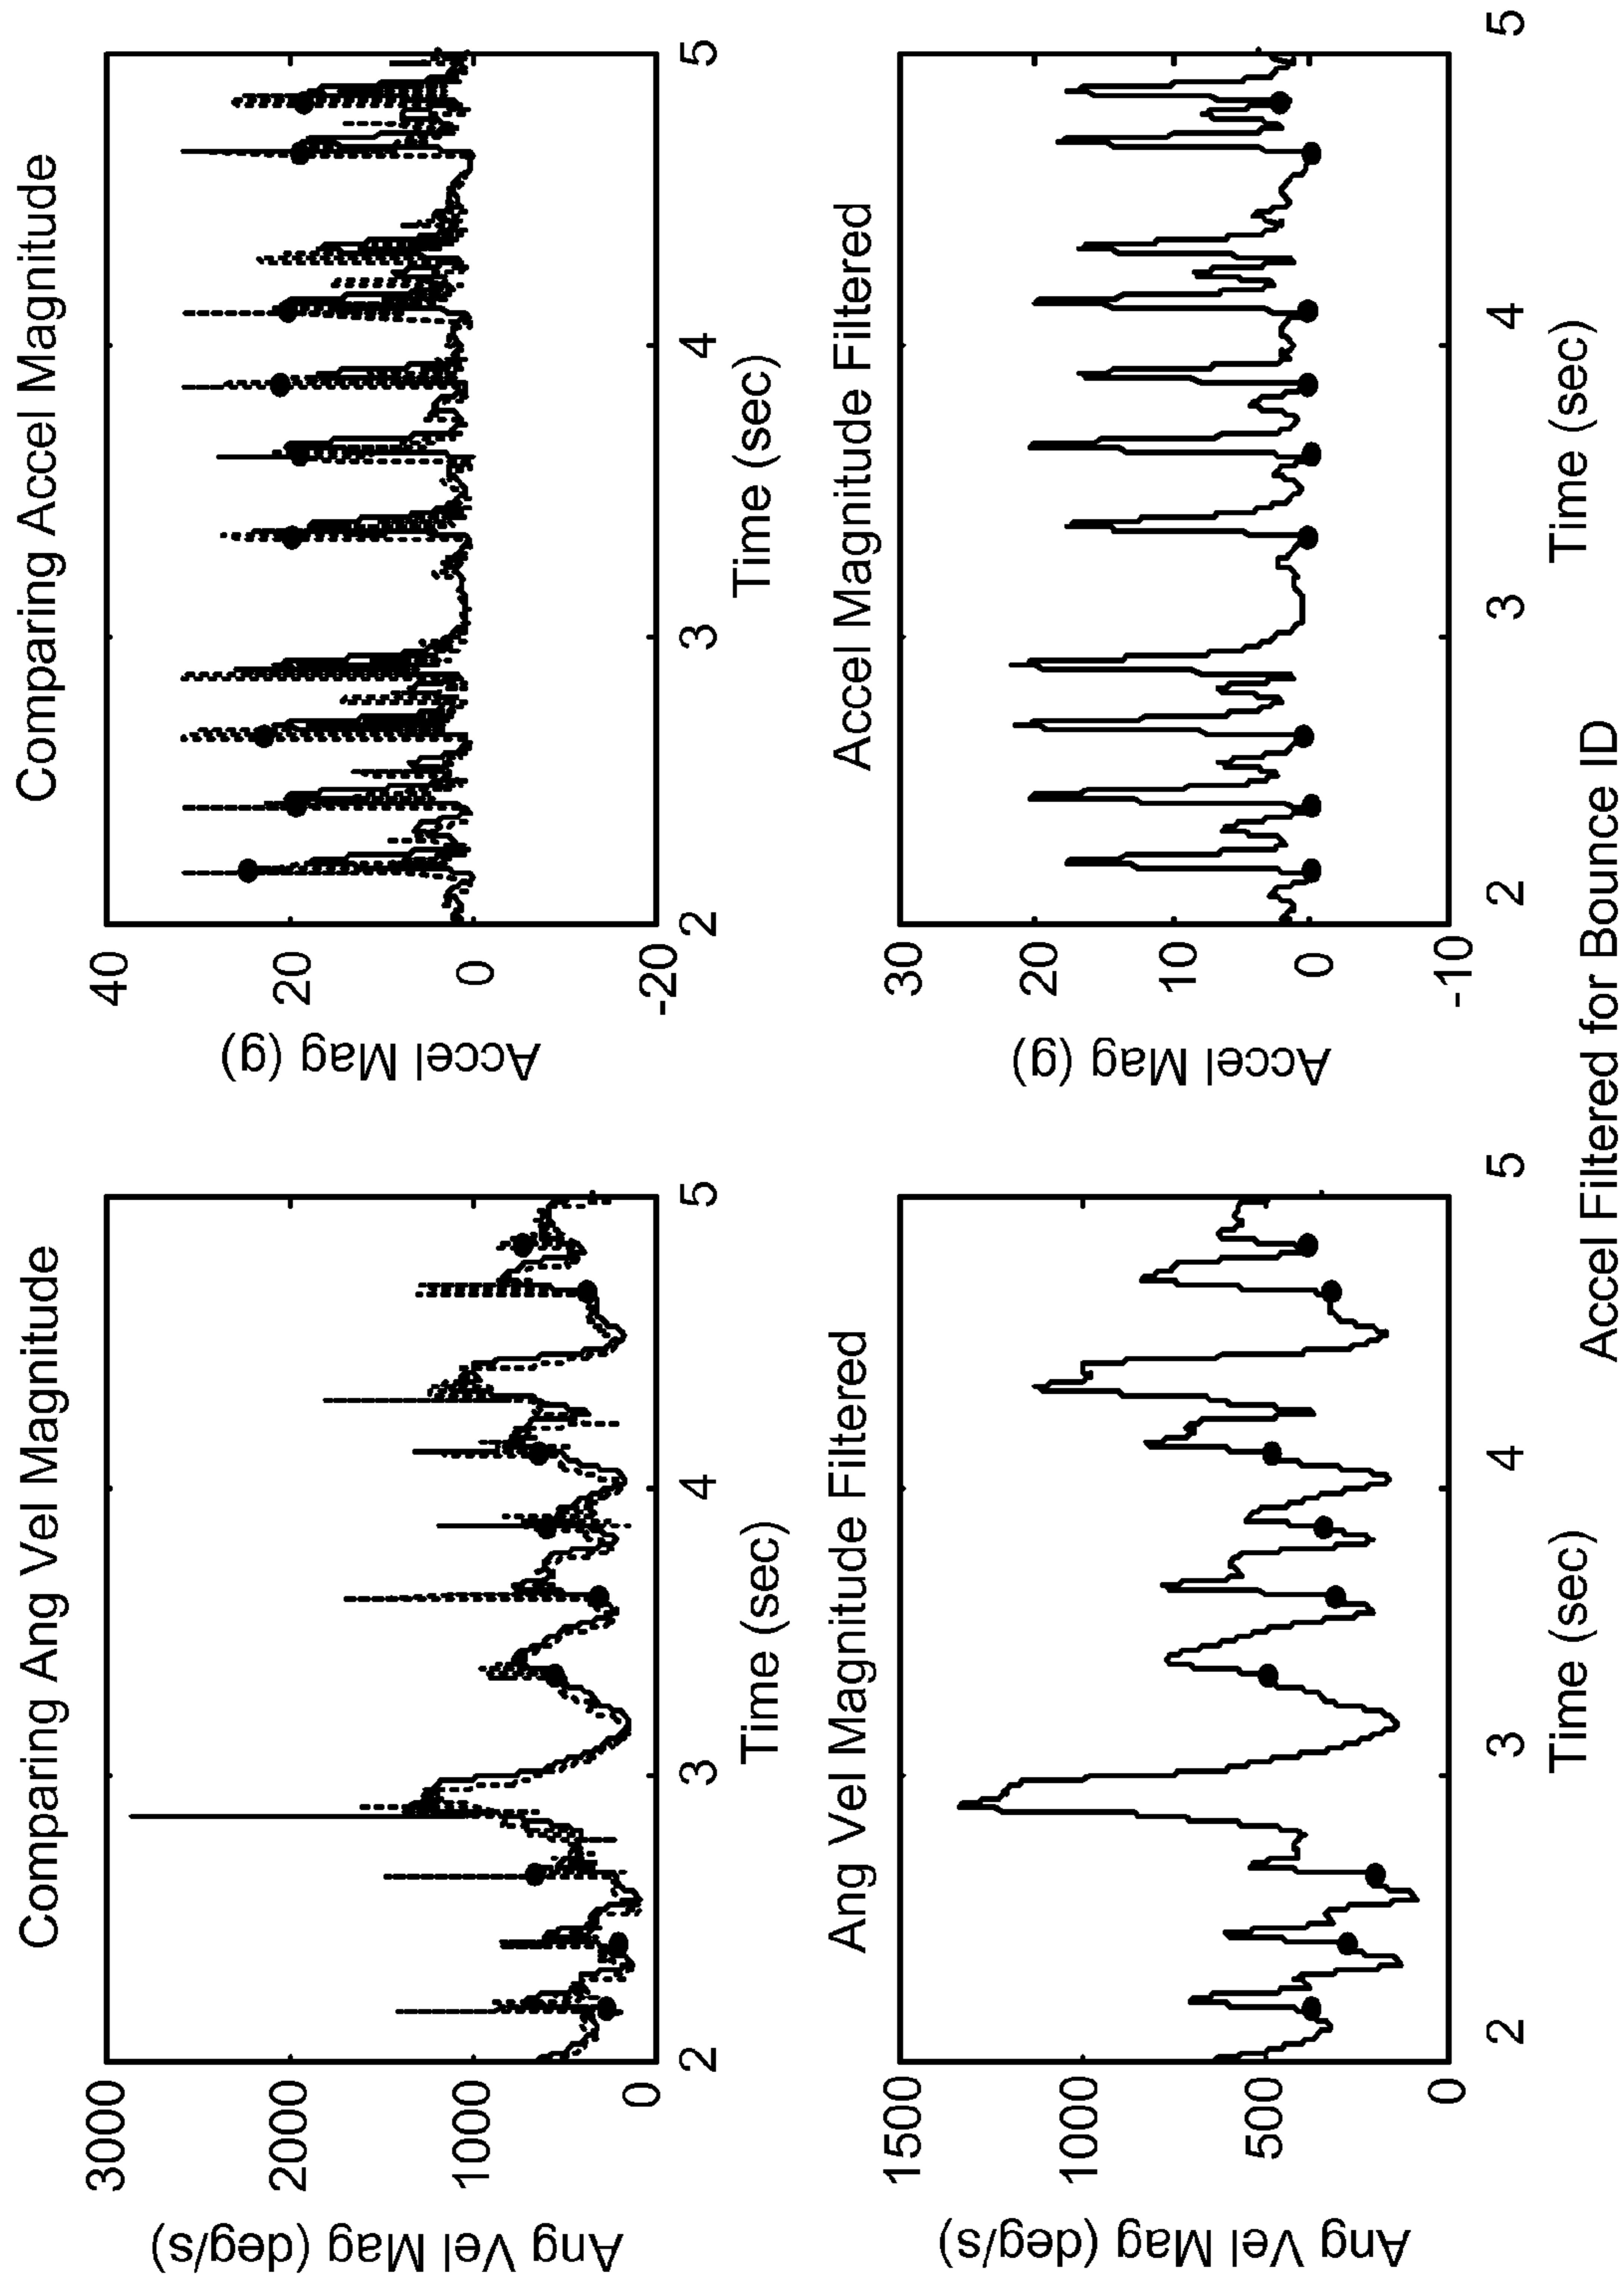 Comparing Ang Vel Magnitude
Ang Vel Mag (deg/s)
3000
2000
1000
0
2
3
4
5
Time (sec)
Comparing Accel Magnitude
Accel Mag (g)
40
20
0
-20
2
3
4
5
Time (sec)
Ang Vel Magnitude Filtered
Ang Vel Mag (deg/s)
1500
1000
5000
0
2
3
4
5
Time (sec)
Accel Magnitude Filtered
Accel Mag (g)
30
20
10
0
-10
2
3
4
5
Time (sec)
Accel Filtered for Bounce ID